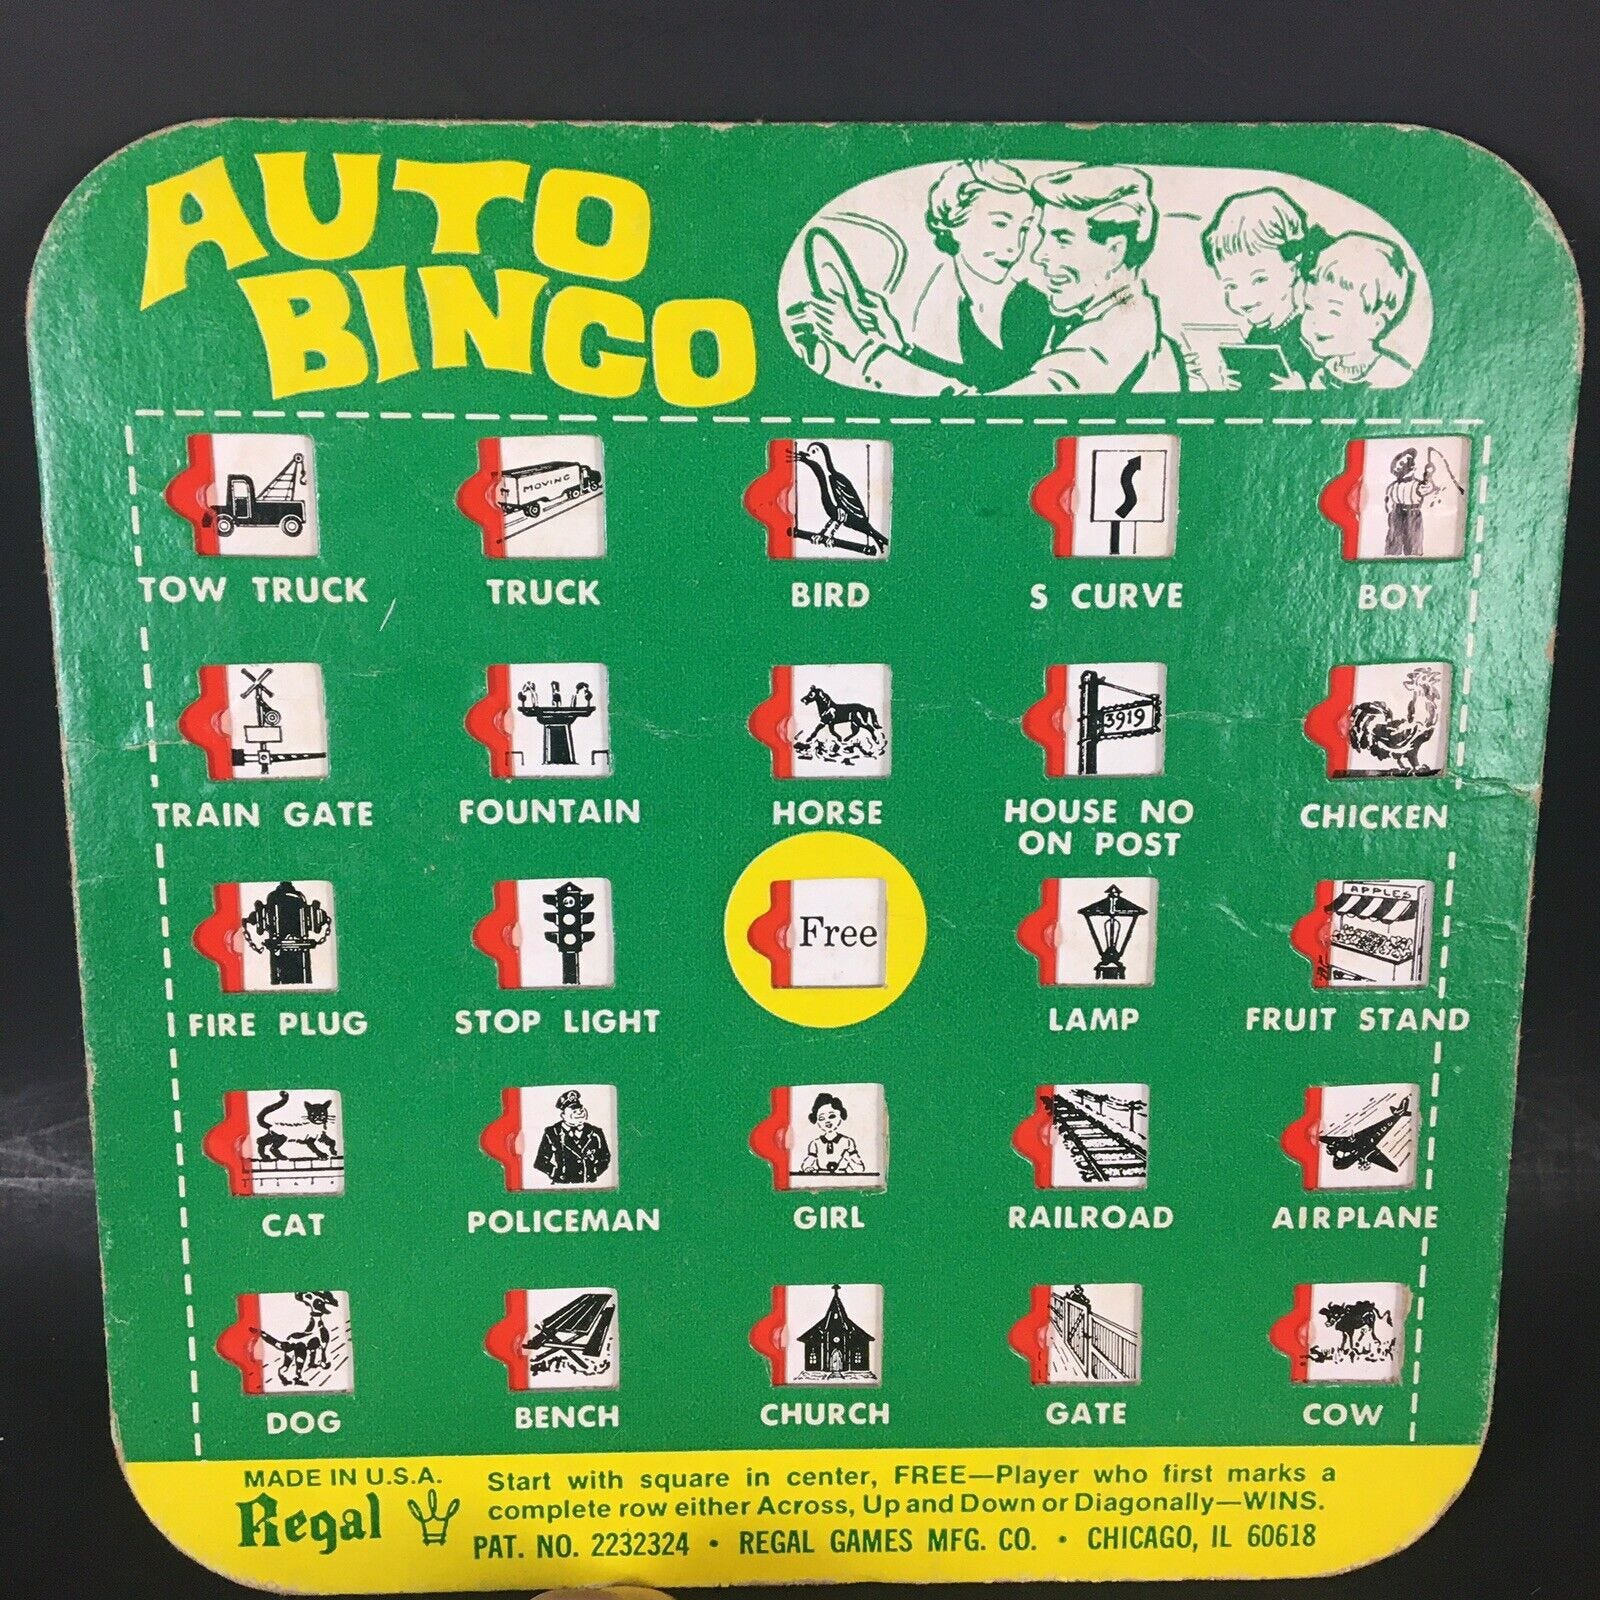 AUTO
BINGO
MOVING
TOW TRUCK TRUCK BIRD S CURVE BOY
3919
TRAIN GATE FOUNTAIN HORSE HOUSE NO CHICKEN
ON POST
APPLES
Free
FIRE PLUG STOP LIGHT LAMP FRUIT STAND
CAT POLICEMAN GIRL RAILROAD AIRPLANE
DOG BENCH CHURCH GATE COW
MADE IN U.S.A.
Regal
Start with square in center, FREE—Player who first marks a
complete row either Across, Up and Down or Diagonally—WINS.
PAT. NO. 2232324 • REGAL GAMES MFG. CO. • CHICAGO, IL 60618